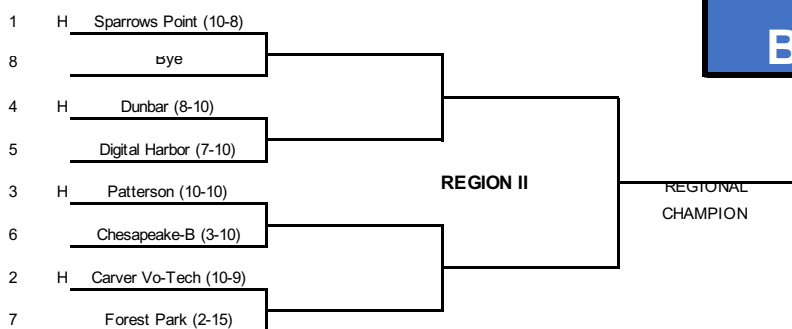 1 H Sparrows Point (10-8)
8 Bye
4 H Dunbar (8-10)
5 Digital Harbor (7-10)
3 H Patterson (10-10)
REGION II
REGIONAL
CHAMPION
6 Chesapeake-B (3-10)
2 H Carver Vo-Tech (10-9)
7 Forest Park (2-15)
B